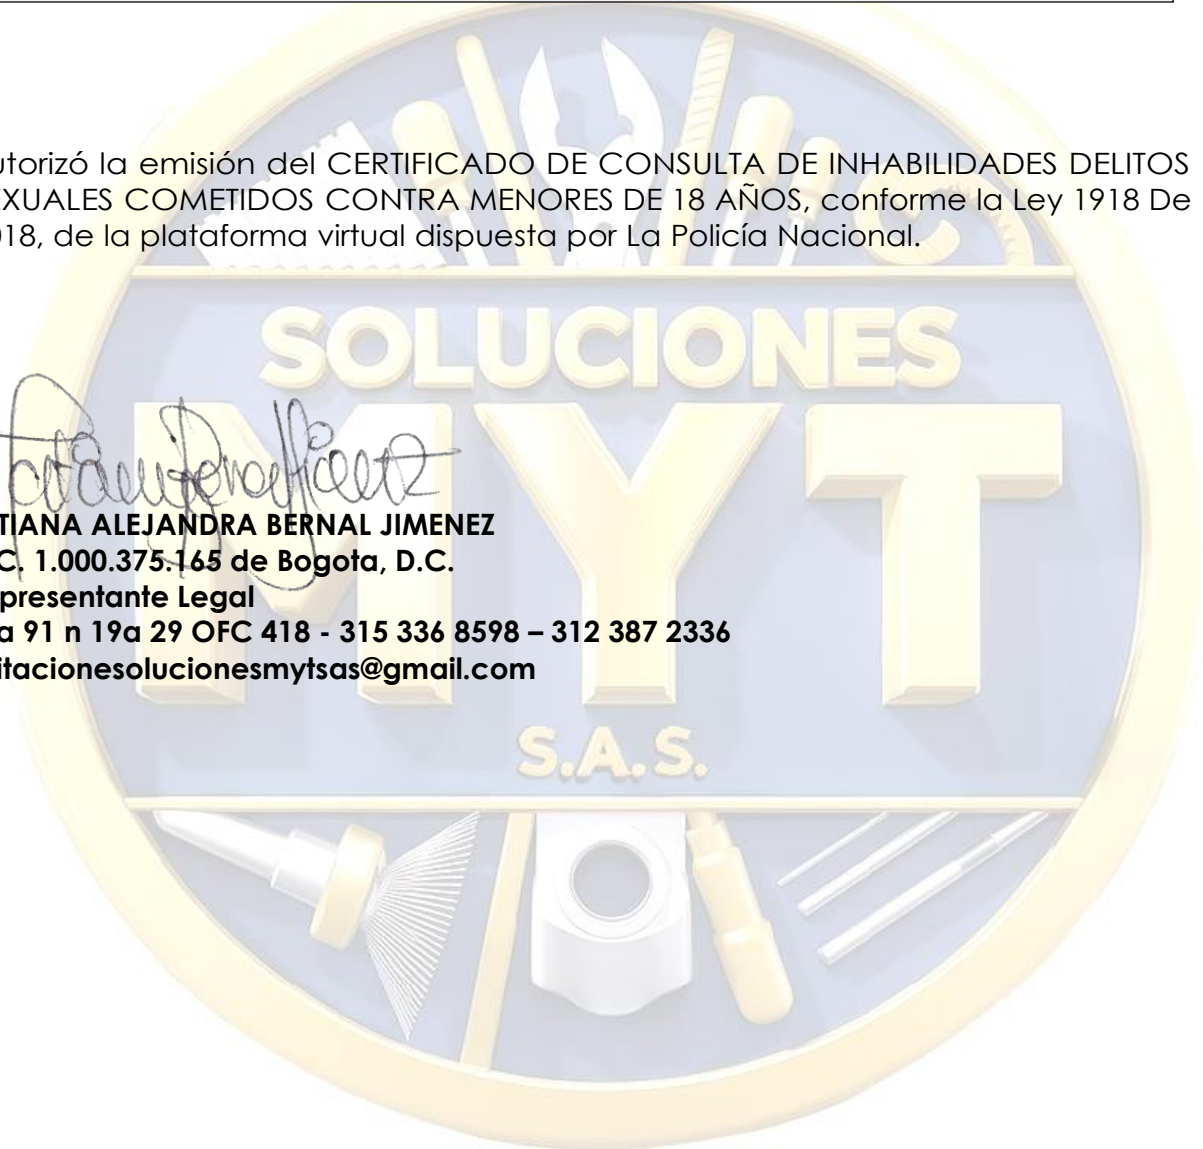 utorizó la emisión del CERTIFICADO DE CONSULTA DE INHABILIDADES DELITOS
EXUALES COMETIDOS CONTRA MENORES DE 18 AÑOS, conforme la Ley 1918 De
018, de la plataforma virtual dispuesta por La Policía Nacional.
SOLUCIONES
MYT
S.A.S.
TIANA ALEJANDRA BERNAL JIMENEZ
C. 1.000.375.165 de Bogota, D.C.
presentante Legal
a 91 n 19a 29 OFC 418 - 315 336 8598 – 312 387 2336
itacionesolucionesmytsas@gmail.com